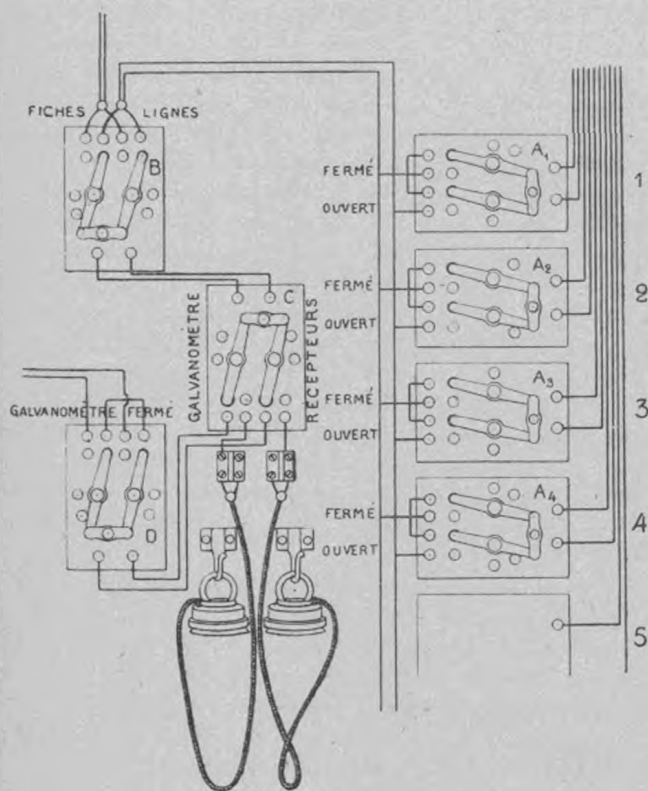 FICHES LIGNES
B
GALVANOMÈTRE
C
RÉCEPTEURS
GALVANOMÈTRE FERMÉ
D
FERMÉ
OUVERT
A1
1
FERMÉ
OUVERT
A2
2
FERMÉ
OUVERT
A3
3
FERMÉ
OUVERT
A4
4
5